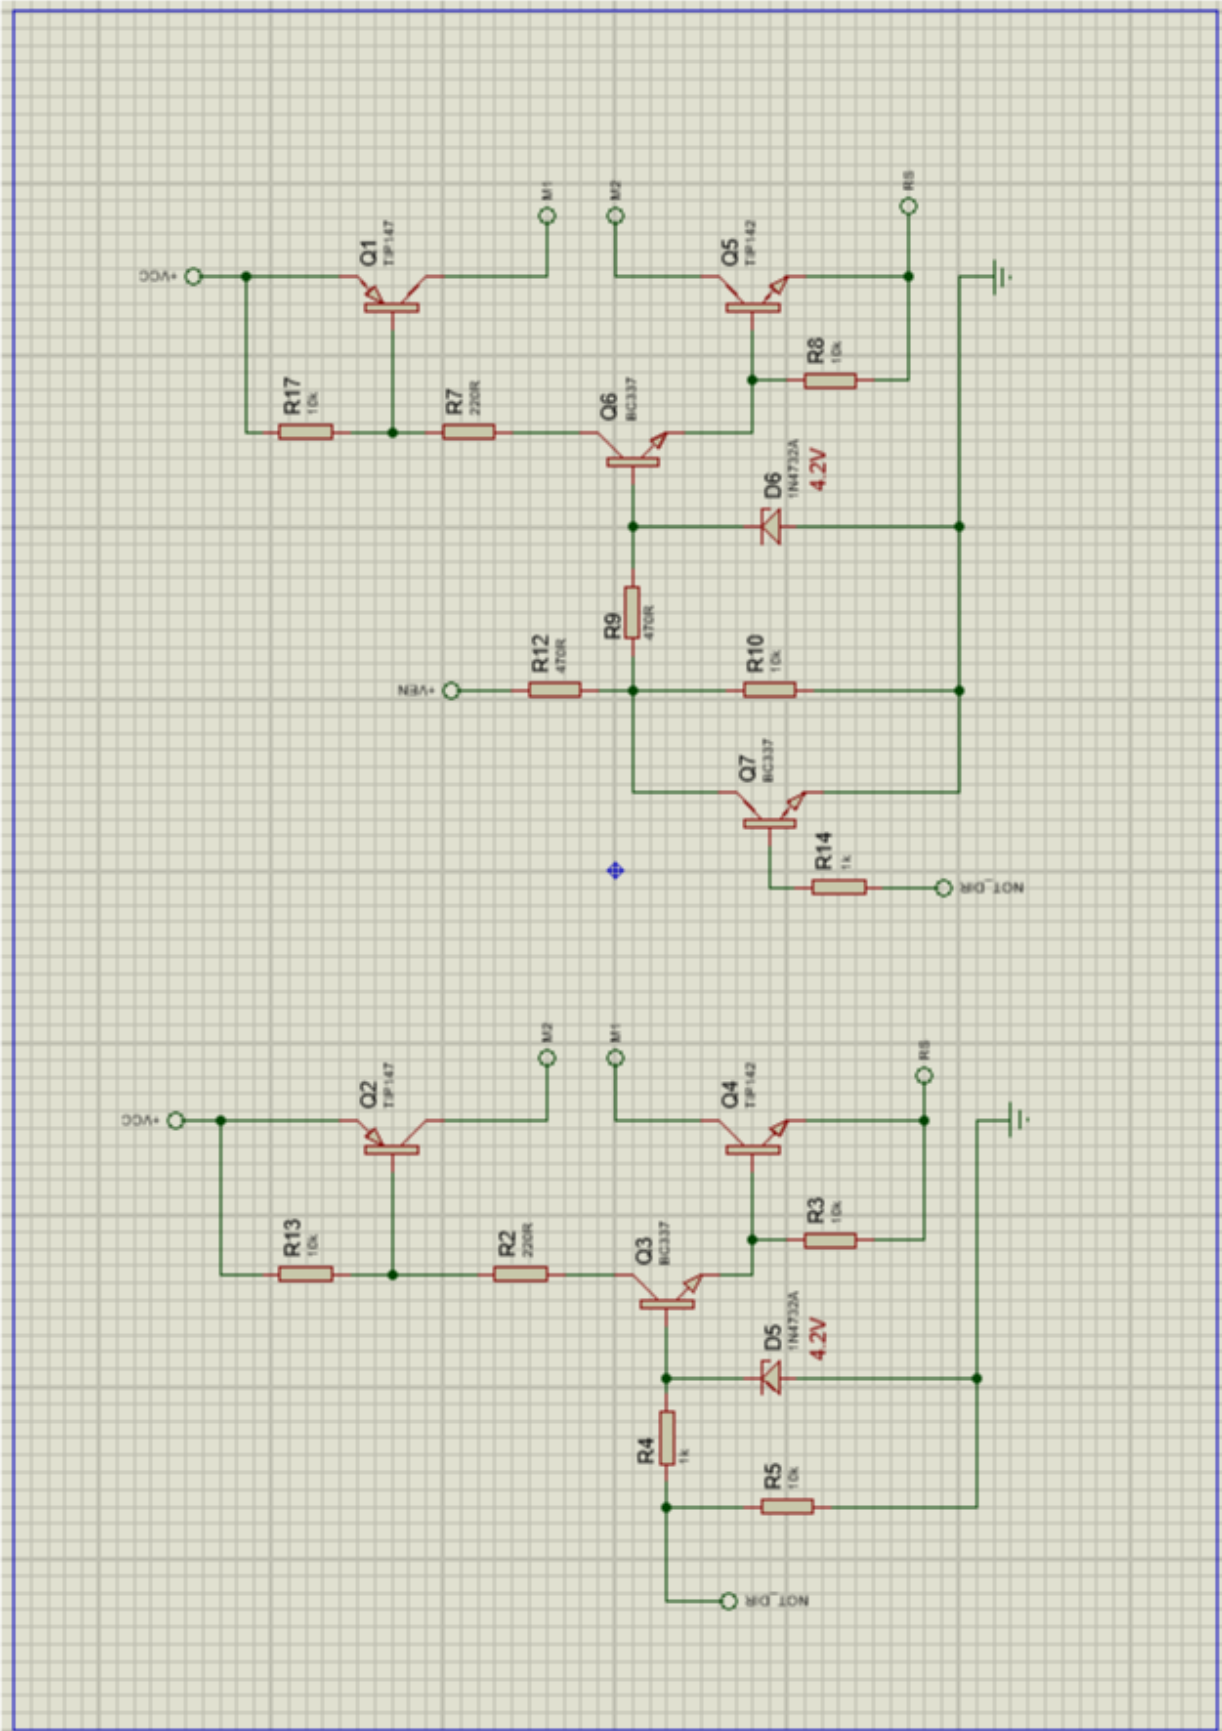 +VCC
Q1
TIP147
M1
M2
Q5
TIP142
RS
R17
10k
R7
220R
Q6
BC337
R8
10k
D6
1N4732A
4.2V
+VEN
R12
470R
R9
470R
R10
10k
Q7
BC337
R14
1k
NOT_DIR
+VCC
Q2
TIP147
M2
M1
Q4
TIP142
RS
R13
10k
R2
220R
Q3
BC337
R3
10k
D5
1N4732A
4.2V
R4
1k
R5
10k
NOT_DIR